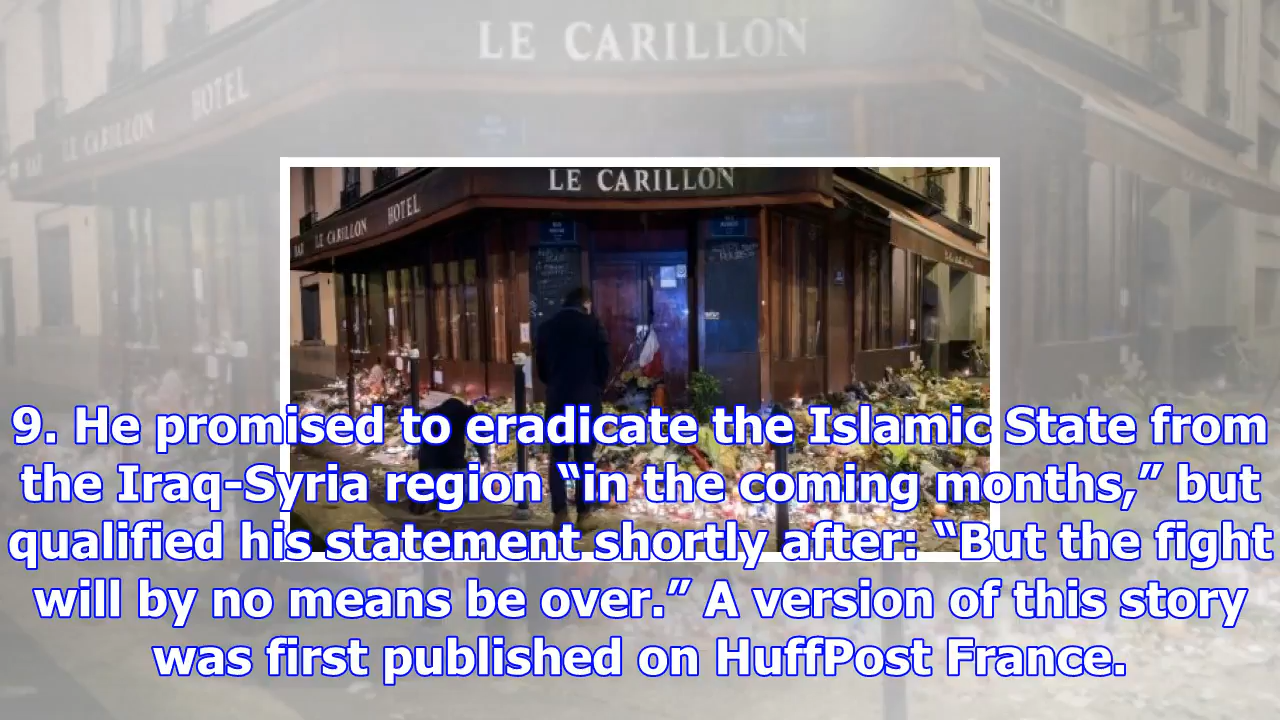 LE CARILLON
HOTEL
LE CARILLON
BAR
LE CARILLON
HOTEL
LE CARILLON
BAR
9. He promised to eradicate the Islamic State from
the Iraq-Syria region “in the coming months,” but
qualified his statement shortly after: “But the fight
will by no means be over.” A version of this story
was first published on HuffPost France.